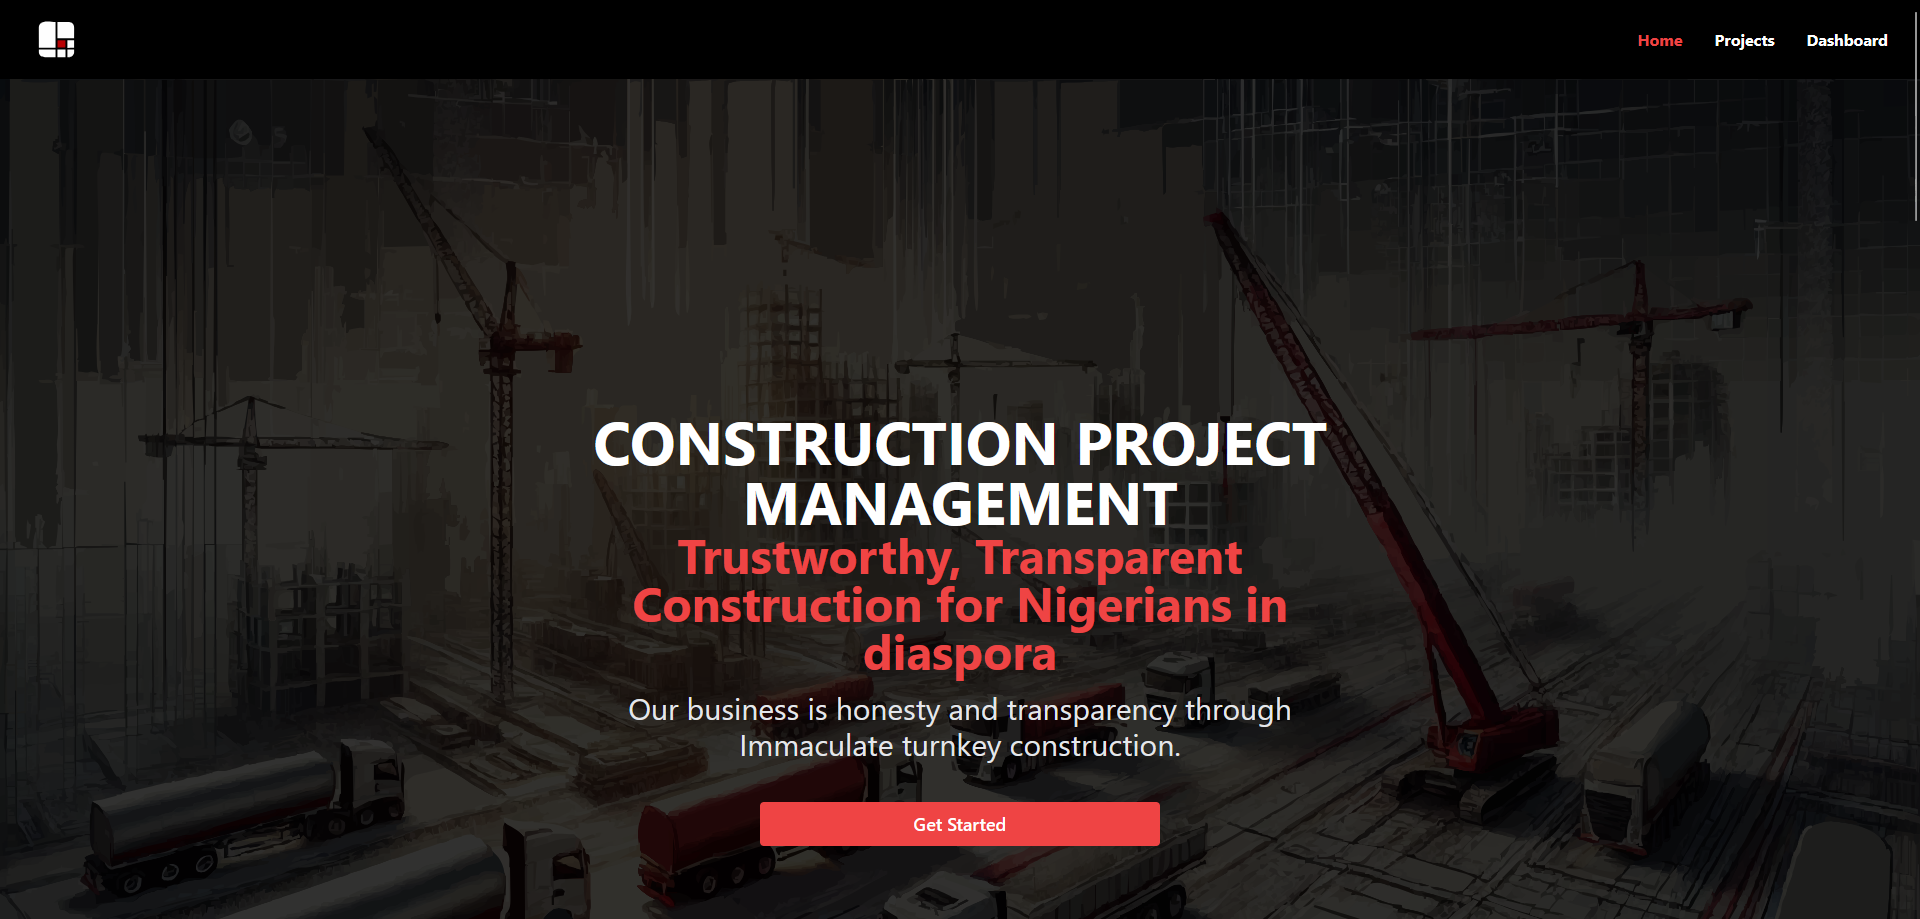 Home Projects Dashboard
CONSTRUCTION PROJECT
MANAGEMENT
Trustworthy, Transparent
Construction for Nigerians in
diaspora
Our business is honesty and transparency through
Immaculate turnkey construction.
Get Started